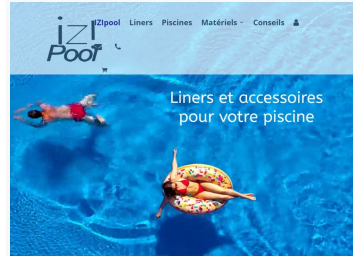 izi
Pool
IZIpool Liners Piscines Matériels Conseils
Liners et accessoires
pour votre piscine